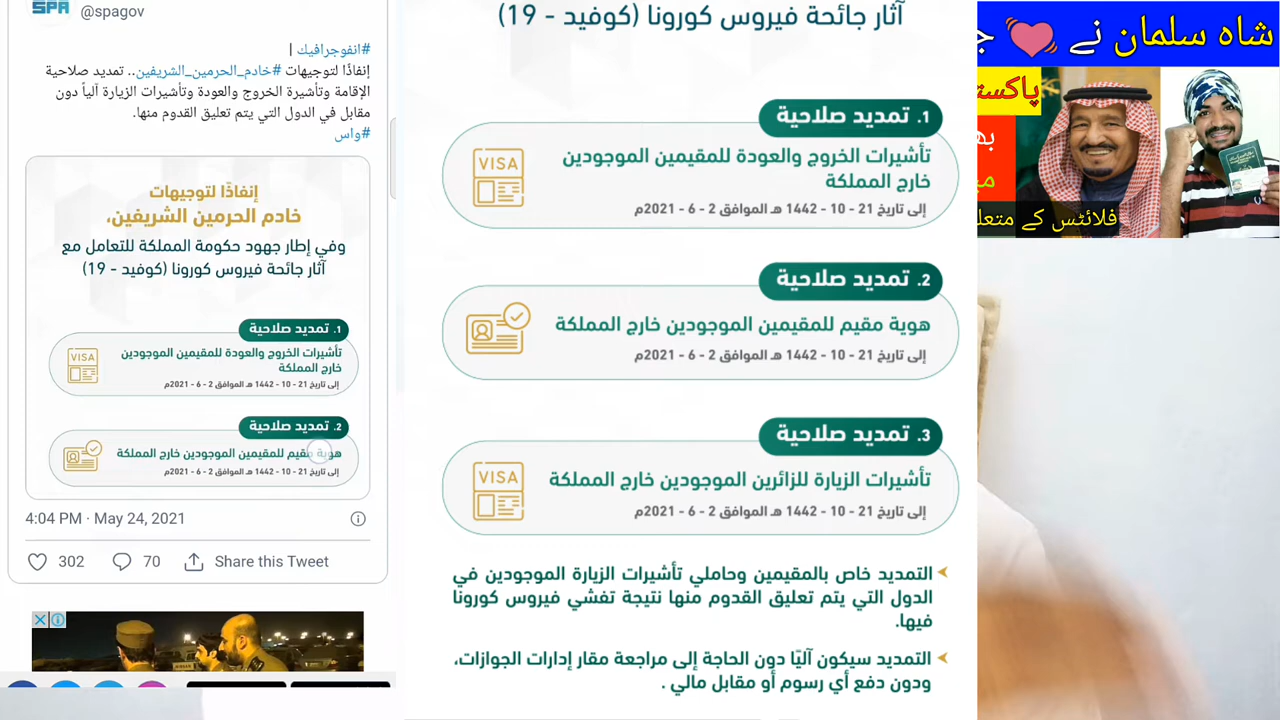 SPA
@spagov
#انفوجرافيك |
إنفاذًا لتوجيهات #خادم_الحرمين_الشريفين.. تمديد صلاحية
الإقامة وتأشيرة الخروج والعودة وتأشيرات الزيارة آلياً دون
مقابل في الدول التي يتم تعليق القدوم منها.
#واس
إنفاذًا لتوجيهات
خادم الحرمين الشريفين،
وفي إطار جهود حكومة المملكة للتعامل مع
آثار جائحة فيروس كورونا (كوفيد - 19)
1. تمديد صلاحية
تأشيرات الخروج والعودة للمقيمين الموجودين
خارج المملكة
VISA
إلى تاريخ 21 - 10 - 1442 هـ الموافق 2 - 6 - 2021م
2. تمديد صلاحية
هوية مقيم للمقيمين الموجودين خارج المملكة
إلى تاريخ 21 - 10 - 1442 هـ الموافق 2 - 6 - 2021م
4:04 PM · May 24, 2021
302 70 Share this Tweet
آثار جائحة فيروس كورونا (كوفيد - 19)
1. تمديد صلاحية
تأشيرات الخروج والعودة للمقيمين الموجودين
خارج المملكة
VISA
إلى تاريخ 21 - 10 - 1442 هـ الموافق 2 - 6 - 2021م
2. تمديد صلاحية
هوية مقيم للمقيمين الموجودين خارج المملكة
إلى تاريخ 21 - 10 - 1442 هـ الموافق 2 - 6 - 2021م
3. تمديد صلاحية
تأشيرات الزيارة للزائرين الموجودين خارج المملكة
VISA
إلى تاريخ 21 - 10 - 1442 هـ الموافق 2 - 6 - 2021م
التمديد خاص بالمقيمين وحاملي تأشيرات الزيارة الموجودين في
الدول التي يتم تعليق القدوم منها نتيجة تفشي فيروس كورونا
فيها.
التمديد سيكون آليًا دون الحاجة إلى مراجعة مقار إدارات الجوازات،
ودون دفع أي رسوم أو مقابل مالي .
شاہ سلمان نے
فلائٹس کے